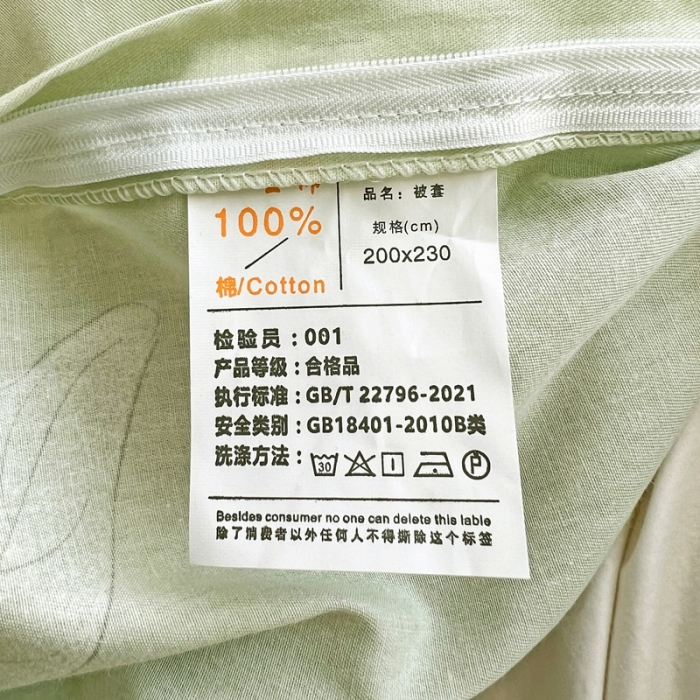 品名：被套
100%
规格(cm)
200x230
棉/Cotton
检验员：001
产品等级：合格品
执行标准：GB/T 22796-2021
安全类别：GB18401-2010B类
洗涤方法：
30
P
Besides consumer no one can delete this lable
除了消费者以外任何人不得撕除这个标签